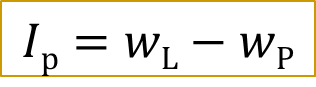 I_p = w_L − w_P